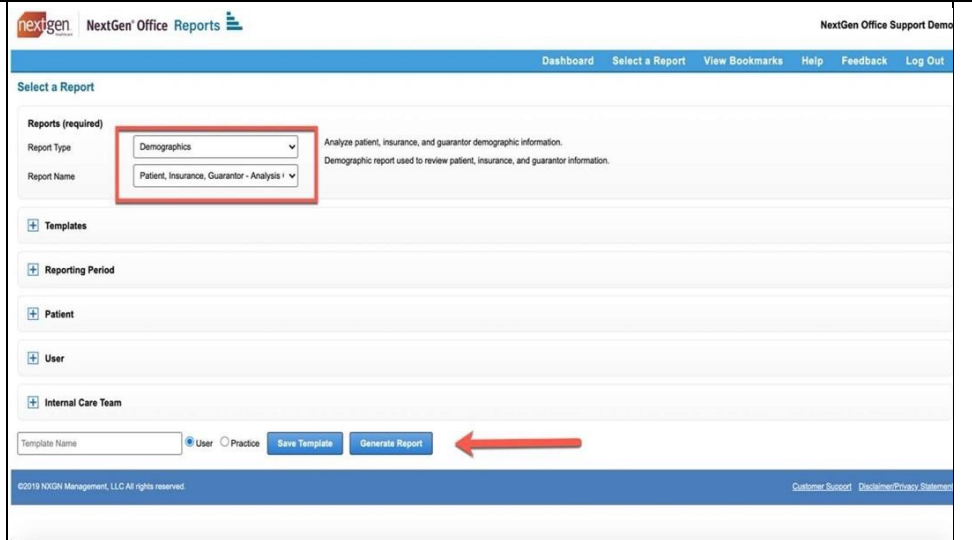 nextgen healthcare NextGen® Office Reports NextGen Office Support Demo
Dashboard Select a Report View Bookmarks Help Feedback Log Out
Select a Report
Reports (required)
Report Type Demographics Analyze patient, insurance, and guarantor demographic information.
Demographic report used to review patient, insurance, and guarantor information.
Report Name Patient, Insurance, Guarantor - Analysis (
Templates
Reporting Period
Patient
User
Internal Care Team
Template Name User Practice Save Template Generate Report
©2019 NXGN Management, LLC All rights reserved. Customer Support Disclaimer/Privacy Statement